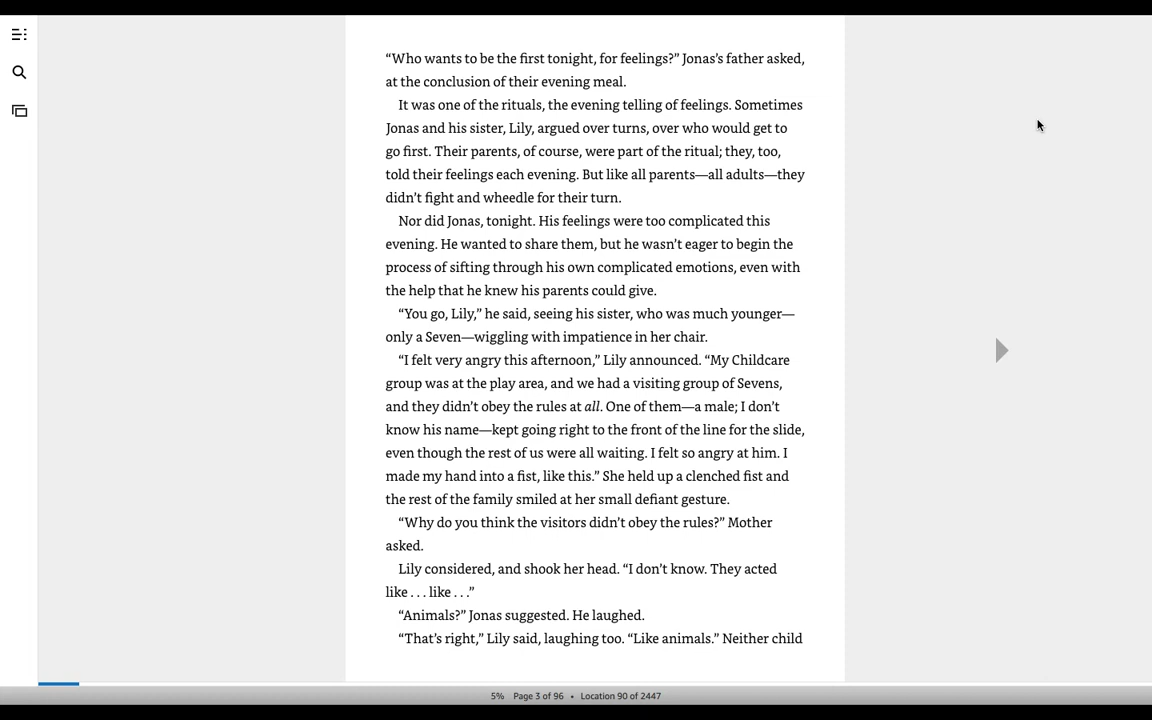 “Who wants to be the first tonight, for feelings?” Jonas’s father asked,
at the conclusion of their evening meal.
It was one of the rituals, the evening telling of feelings. Sometimes
Jonas and his sister, Lily, argued over turns, over who would get to
go first. Their parents, of course, were part of the ritual; they, too,
told their feelings each evening. But like all parents—all adults—they
didn’t fight and wheedle for their turn.
Nor did Jonas, tonight. His feelings were too complicated this
evening. He wanted to share them, but he wasn’t eager to begin the
process of sifting through his own complicated emotions, even with
the help that he knew his parents could give.
“You go, Lily,” he said, seeing his sister, who was much younger—
only a Seven—wiggling with impatience in her chair.
“I felt very angry this afternoon,” Lily announced. “My Childcare
group was at the play area, and we had a visiting group of Sevens,
and they didn’t obey the rules at all. One of them—a male; I don’t
know his name—kept going right to the front of the line for the slide,
even though the rest of us were all waiting. I felt so angry at him. I
made my hand into a fist, like this.” She held up a clenched fist and
the rest of the family smiled at her small defiant gesture.
“Why do you think the visitors didn’t obey the rules?” Mother
asked.
Lily considered, and shook her head. “I don’t know. They acted
like . . . like . . .”
“Animals?” Jonas suggested. He laughed.
“That’s right,” Lily said, laughing too. “Like animals.” Neither child
5% Page 3 of 96 • Location 90 of 2447